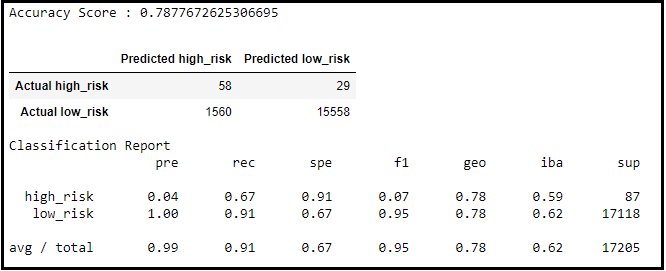 Accuracy Score : 0.7877672625306695
Predicted high_risk Predicted low_risk
Actual high_risk 58 29
Actual low_risk 1560 15558
Classification Report
pre rec spe f1 geo iba sup
high_risk 0.04 0.67 0.91 0.07 0.78 0.59 87
low_risk 1.00 0.91 0.67 0.95 0.78 0.62 17118
avg / total 0.99 0.91 0.67 0.95 0.78 0.62 17205